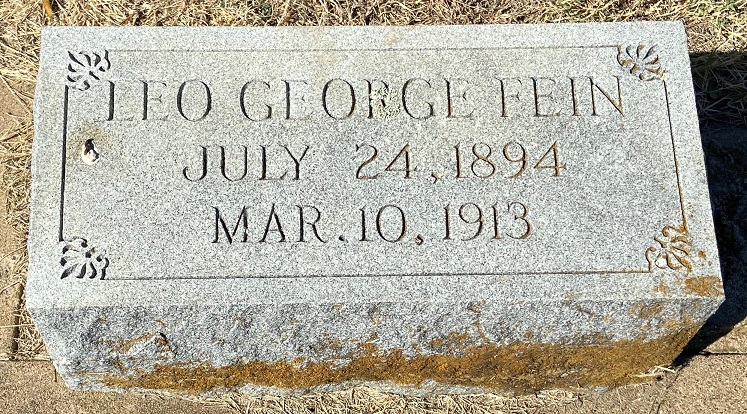 LEO GEORGE FEIN
JULY 24, 1894
MAR. 10, 1913